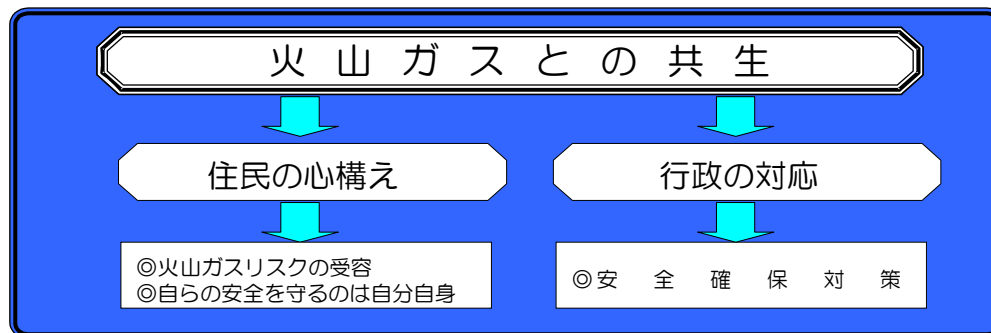 火山ガスとの共生
住民の心構え
行政の対応
◎火山ガスリスクの受容
◎自らの安全を守るのは自分自身
◎安全確保対策